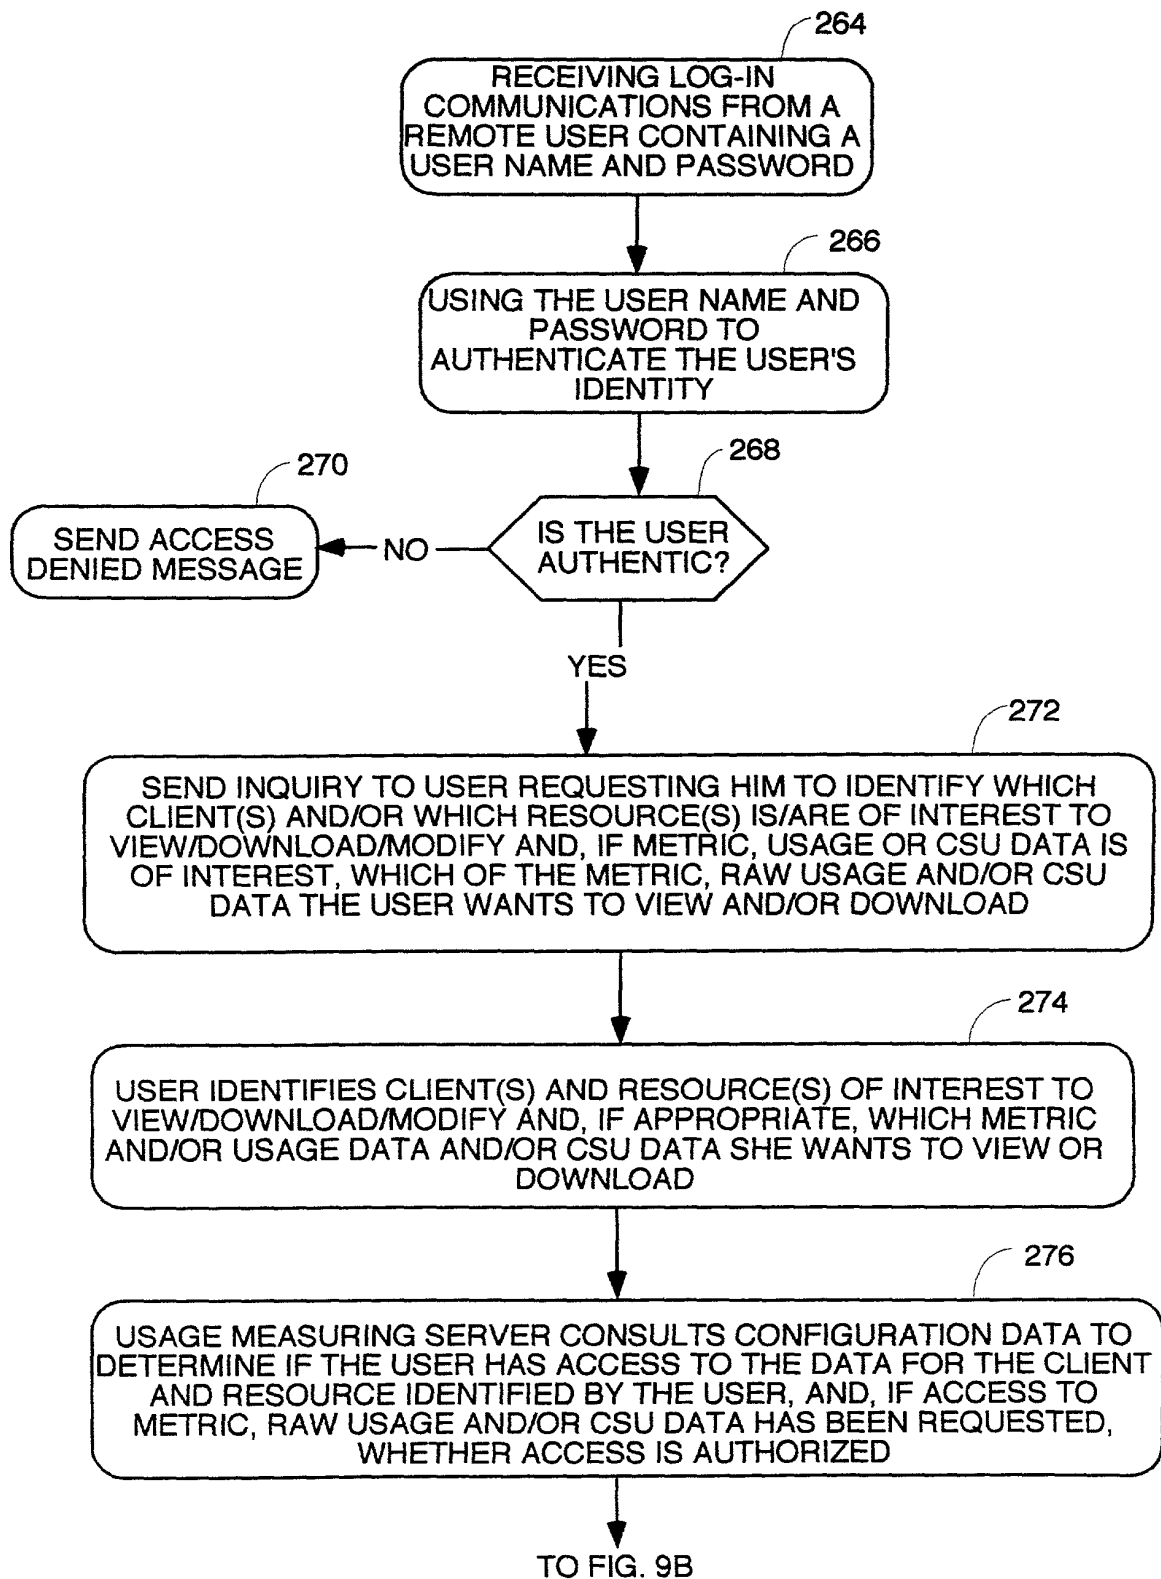 264
RECEIVING LOG-IN
COMMUNICATIONS FROM A
REMOTE USER CONTAINING A
USER NAME AND PASSWORD
266
USING THE USER NAME AND
PASSWORD TO
AUTHENTICATE THE USER'S
IDENTITY
268
IS THE USER
AUTHENTIC?
270
SEND ACCESS
DENIED MESSAGE
NO
YES
272
SEND INQUIRY TO USER REQUESTING HIM TO IDENTIFY WHICH
CLIENT(S) AND/OR WHICH RESOURCE(S) IS/ARE OF INTEREST TO
VIEW/DOWNLOAD/MODIFY AND, IF METRIC, USAGE OR CSU DATA IS
OF INTEREST, WHICH OF THE METRIC, RAW USAGE AND/OR CSU
DATA THE USER WANTS TO VIEW AND/OR DOWNLOAD
274
USER IDENTIFIES CLIENT(S) AND RESOURCE(S) OF INTEREST TO
VIEW/DOWNLOAD/MODIFY AND, IF APPROPRIATE, WHICH METRIC
AND/OR USAGE DATA AND/OR CSU DATA SHE WANTS TO VIEW OR
DOWNLOAD
276
USAGE MEASURING SERVER CONSULTS CONFIGURATION DATA TO
DETERMINE IF THE USER HAS ACCESS TO THE DATA FOR THE CLIENT
AND RESOURCE IDENTIFIED BY THE USER, AND, IF ACCESS TO
METRIC, RAW USAGE AND/OR CSU DATA HAS BEEN REQUESTED,
WHETHER ACCESS IS AUTHORIZED
TO FIG. 9B